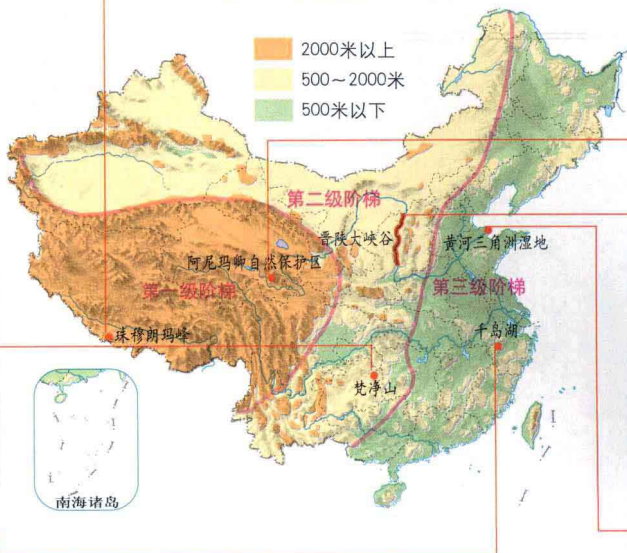 2000米以上
500～2000米
500米以下
第二级阶梯
晋陕大峡谷
黄河三角洲湿地
阿尼玛卿自然保护区
第一级阶梯
第三级阶梯
珠穆朗玛峰
千岛湖
梵净山
南海诸岛